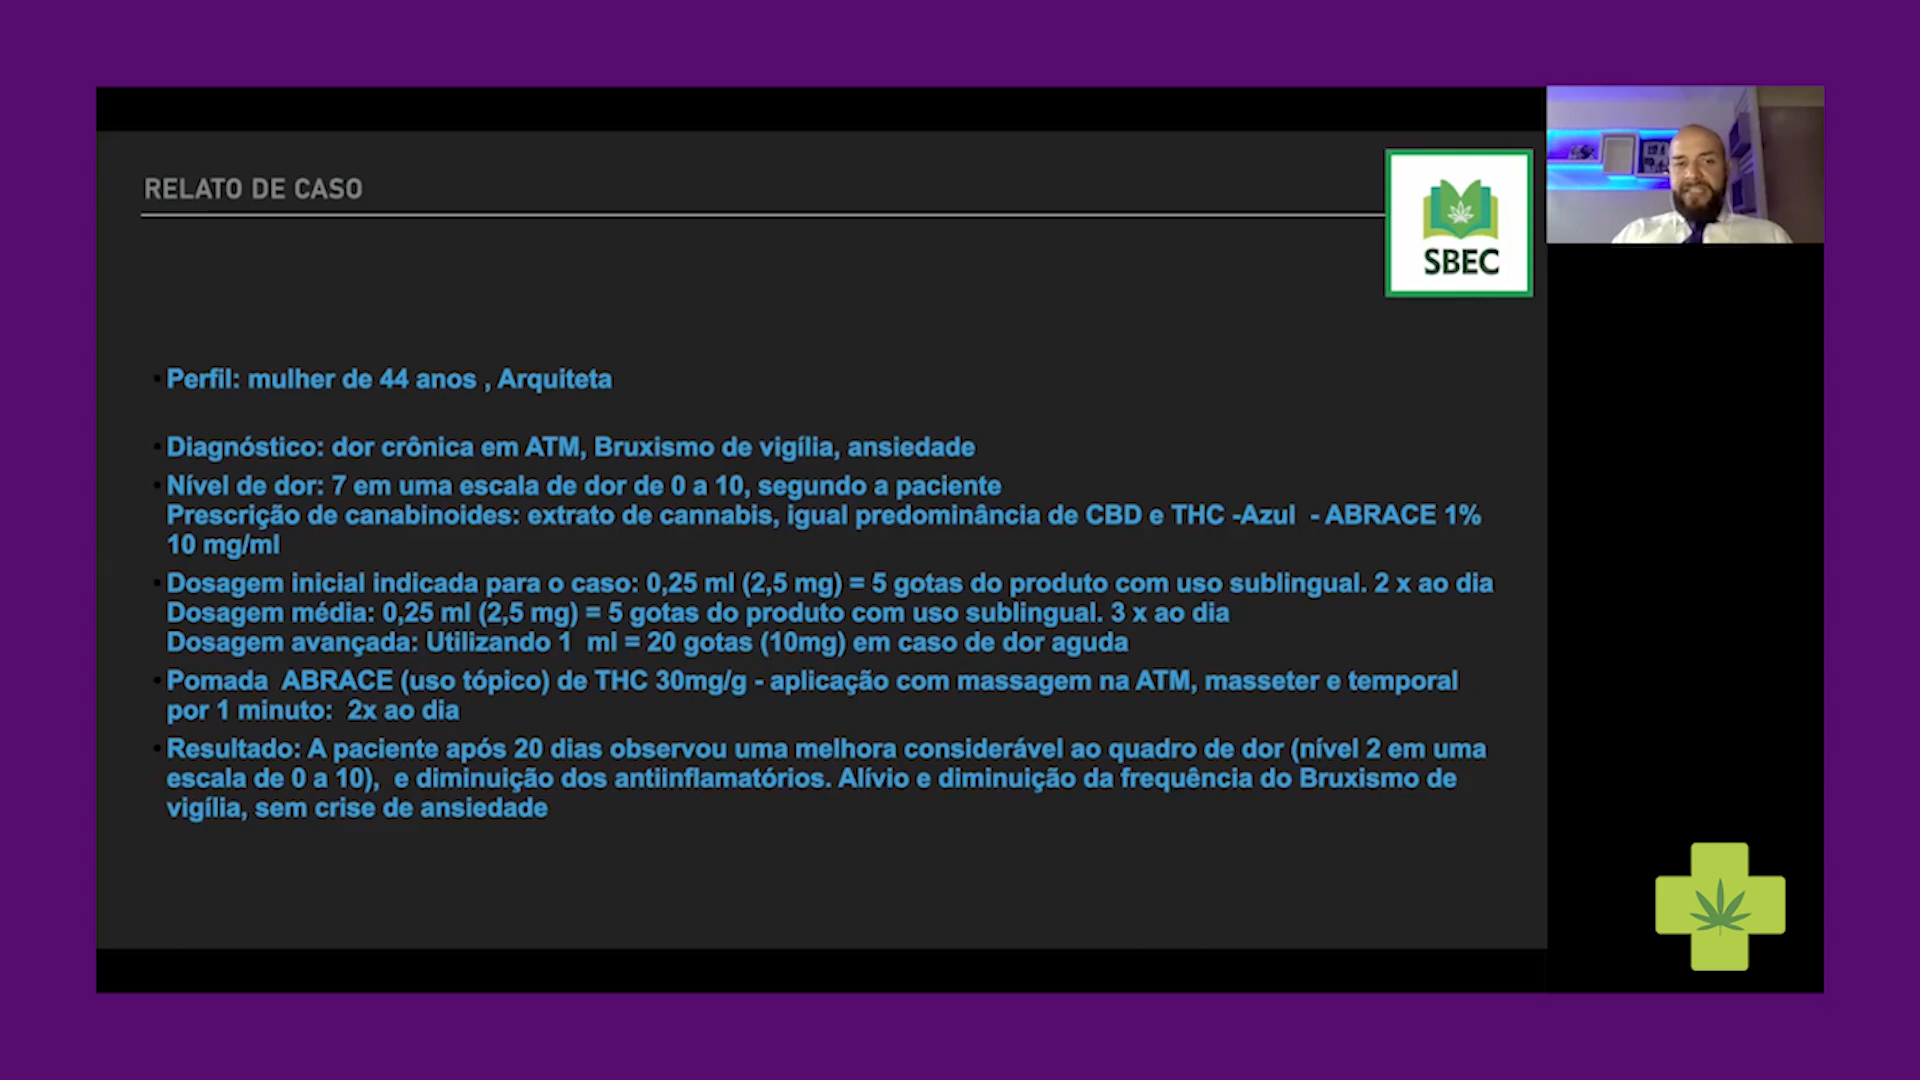 RELATO DE CASO
SBEC
Perfil: mulher de 44 anos , Arquiteta
Diagnóstico: dor crônica em ATM, Bruxismo de vigília, ansiedade
Nível de dor: 7 em uma escala de dor de 0 a 10, segundo a paciente
Prescrição de canabinoides: extrato de cannabis, igual predominância de CBD e THC -Azul - ABRACE 1%
10 mg/ml
Dosagem inicial indicada para o caso: 0,25 ml (2,5 mg) = 5 gotas do produto com uso sublingual. 2 x ao dia
Dosagem média: 0,25 ml (2,5 mg) = 5 gotas do produto com uso sublingual. 3 x ao dia
Dosagem avançada: Utilizando 1 ml = 20 gotas (10mg) em caso de dor aguda
Pomada ABRACE (uso tópico) de THC 30mg/g - aplicação com massagem na ATM, masseter e temporal
por 1 minuto: 2x ao dia
Resultado: A paciente após 20 dias observou uma melhora considerável ao quadro de dor (nível 2 em uma
escala de 0 a 10), e diminuição dos antiinflamatórios. Alívio e diminuição da frequência do Bruxismo de
vigília, sem crise de ansiedade